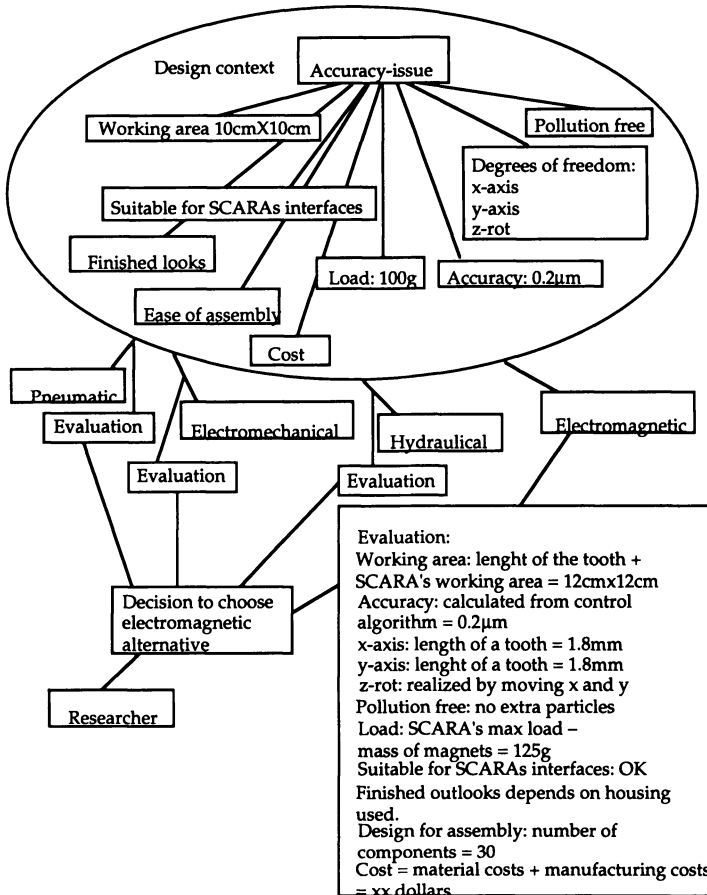 Design context
Accuracy-issue
Working area 10cmX10cm
Pollution free
Degrees of freedom:
x-axis
y-axis
z-rot
Suitable for SCARAs interfaces
Finished looks
Load: 100g
Accuracy: 0.2µm
Ease of assembly
Cost
Pneumatic
Evaluation
Electromechanical
Hydraulical
Electromagnetic
Evaluation
Evaluation
Evaluation:
Working area: lenght of the tooth +
SCARA's working area = 12cmx12cm
Accuracy: calculated from control
algorithm = 0.2µm
x-axis: length of a tooth = 1.8mm
y-axis: lenght of a tooth = 1.8mm
z-rot: realized by moving x and y
Pollution free: no extra particles
Load: SCARA's max load –
mass of magnets = 125g
Suitable for SCARAs interfaces: OK
Finished outlooks depends on housing
used.
Design for assembly: number of
components = 30
Cost = material costs + manufacturing costs
= xx dollars
Decision to choose
electromagnetic
alternative
Researcher